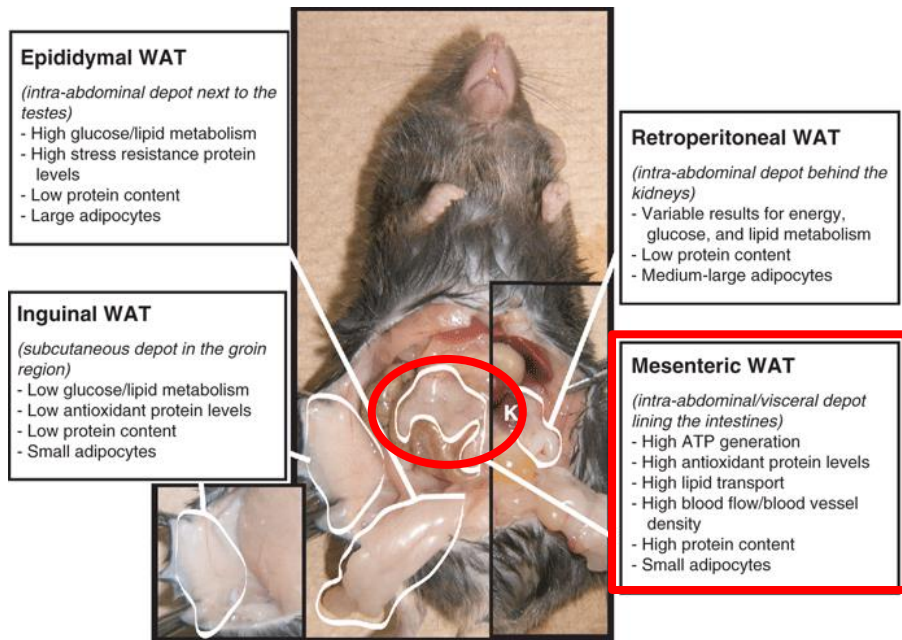 Epididymal WAT
(intra-abdominal depot next to the
testes)
- High glucose/lipid metabolism
- High stress resistance protein
levels
- Low protein content
- Large adipocytes
Inguinal WAT
(subcutaneous depot in the groin
region)
- Low glucose/lipid metabolism
- Low antioxidant protein levels
- Low protein content
- Small adipocytes
K
Retroperitoneal WAT
(intra-abdominal depot behind the
kidneys)
- Variable results for energy,
glucose, and lipid metabolism
- Low protein content
- Medium-large adipocytes
Mesenteric WAT
(intra-abdominal/visceral depot
lining the intestines)
- High ATP generation
- High antioxidant protein levels
- High lipid transport
- High blood flow/blood vessel
density
- High protein content
- Small adipocytes